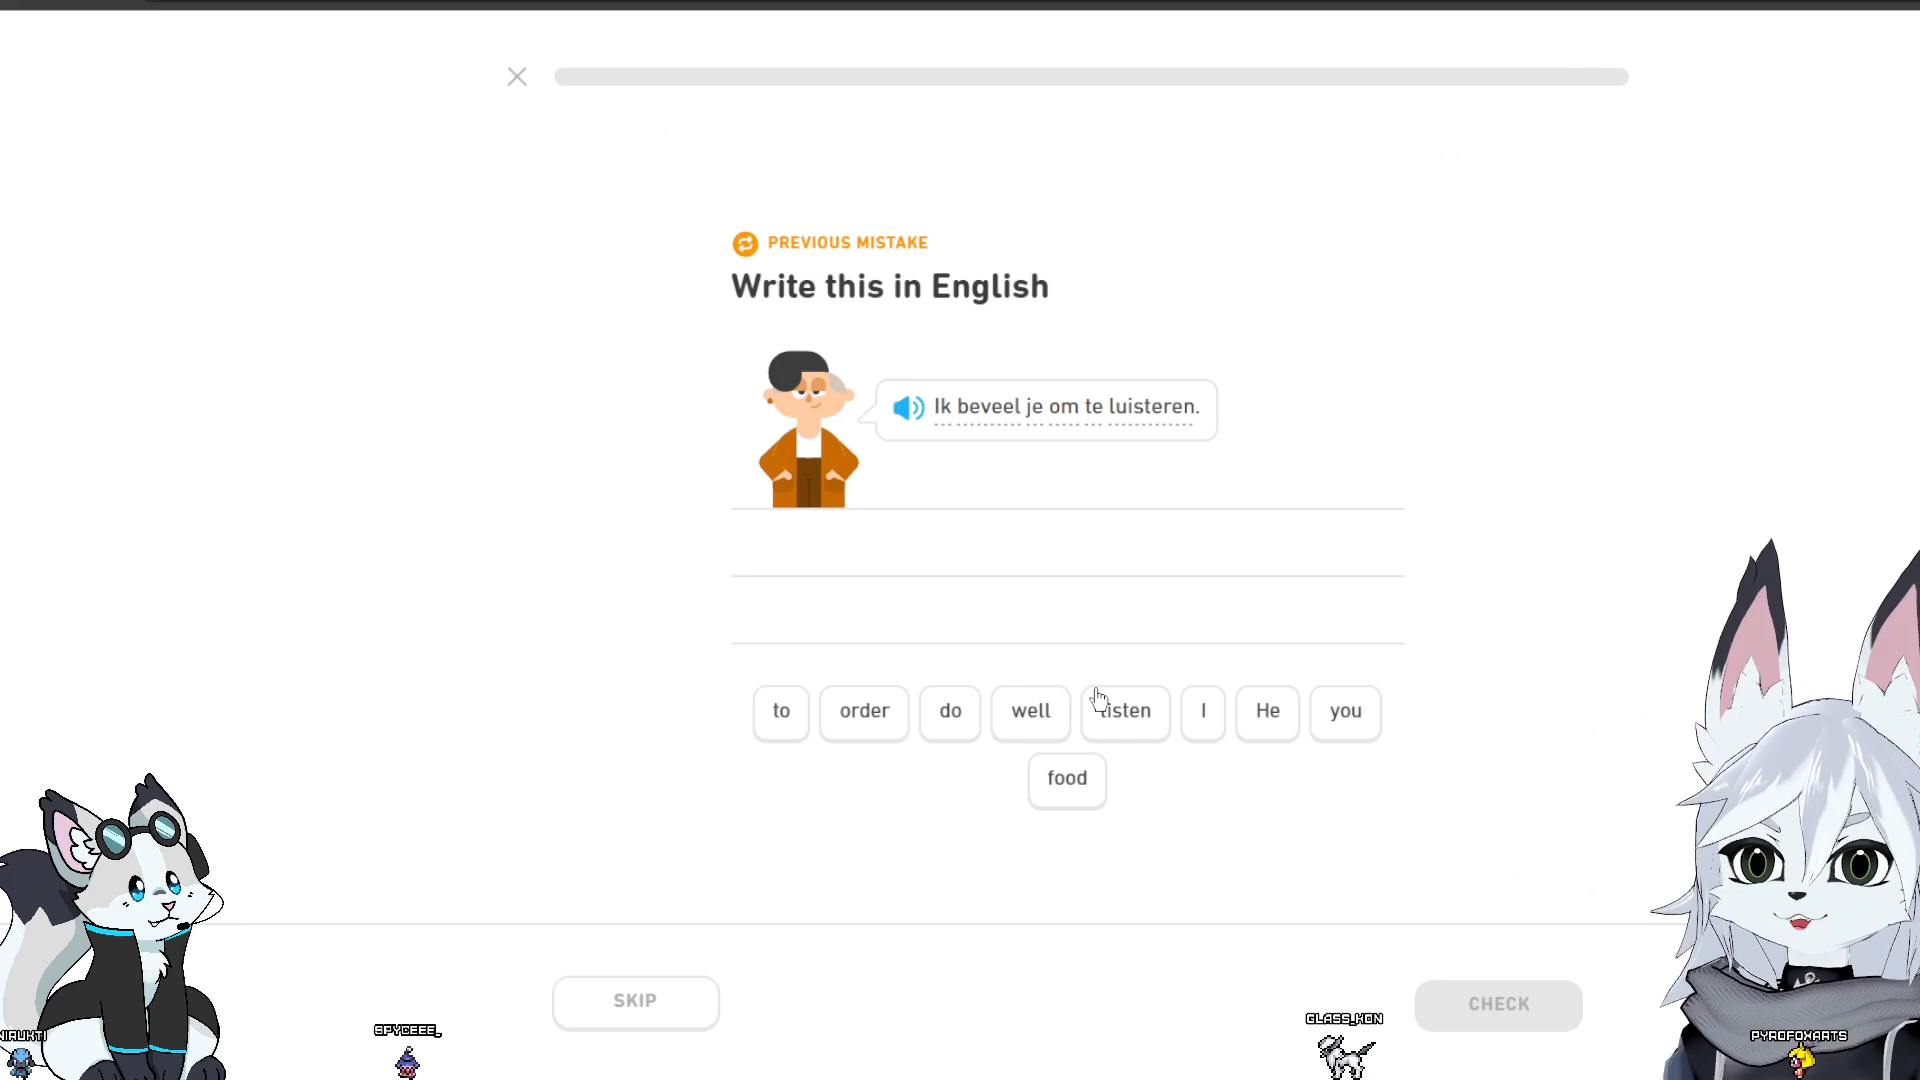 PREVIOUS MISTAKE
Write this in English
Ik beveel je om te luisteren.
to order do well listen I He you
food
SKIP
CHECK
SPYCEEE_
GLASS_KON
PYROFOXARTS